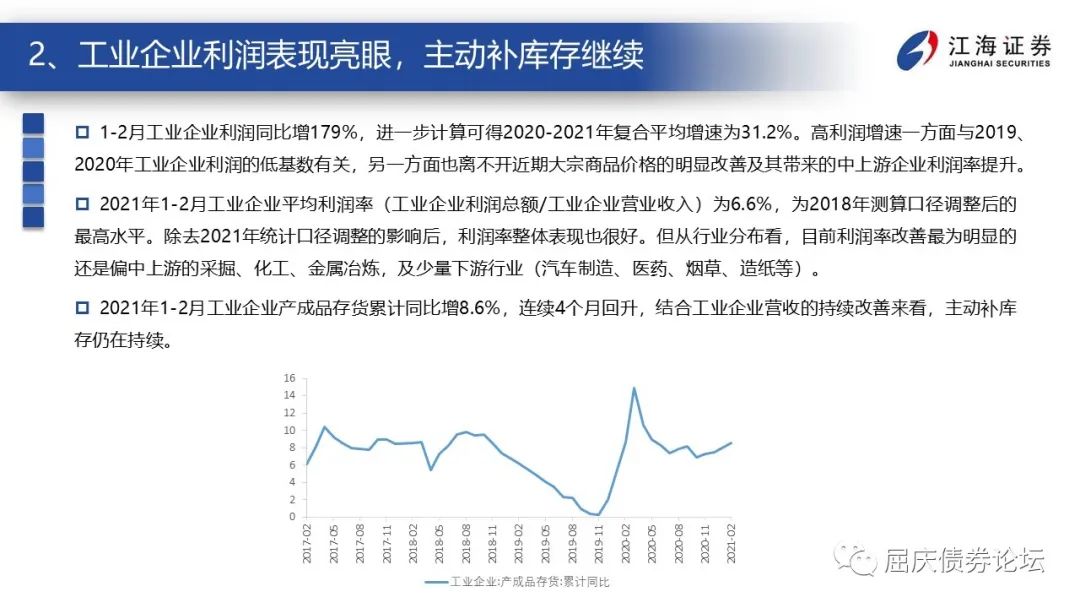 2、工业企业利润表现亮眼，主动补库存继续
江海证券
JIANGHAI SECURITIES
1-2月工业企业利润同比增179%，进一步计算可得2020-2021年复合平均增速为31.2%。高利润增速一方面与2019、
2020年工业企业利润的低基数有关，另一方面也离不开近期大宗商品价格的明显改善及其带来的中上游企业利润率提升。
2021年1-2月工业企业平均利润率（工业企业利润总额/工业企业营业收入）为6.6%，为2018年测算口径调整后的
最高水平。除去2021年统计口径调整的影响后，利润率整体表现也很好。但从行业分布看，目前利润率改善最为明显的
还是偏中上游的采掘、化工、金属冶炼，及少量下游行业（汽车制造、医药、烟草、造纸等）。
2021年1-2月工业企业产成品存货累计同比增8.6%，连续4个月回升，结合工业企业营收的持续改善来看，主动补库
存仍在持续。
16
14
12
10
8
6
4
2
0
2017-02
2017-05
2017-08
2017-11
2018-02
2018-05
2018-08
2018-11
2019-02
2019-05
2019-08
2019-11
2020-02
2020-05
2020-08
2020-11
2021-02
工业企业:产成品存货:累计同比
屈庆债券论坛